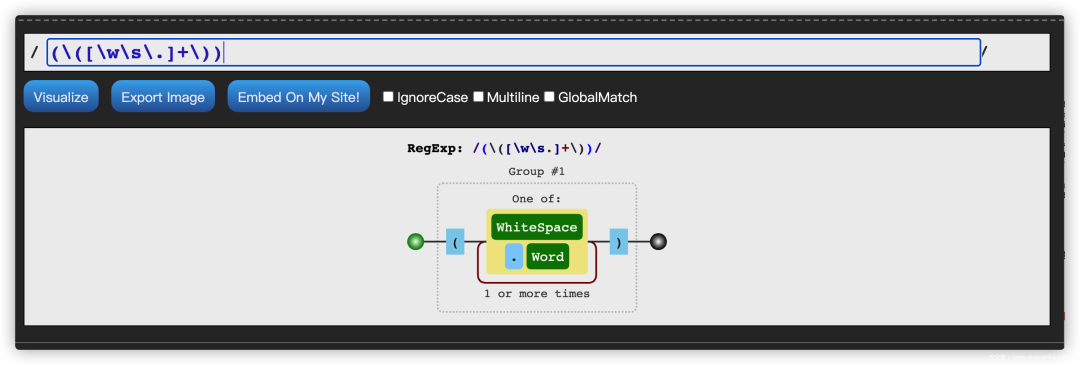 / (\([\w\s\.]+\)) /
Visualize Export Image Embed On My Site! IgnoreCase Multiline GlobalMatch
RegExp: /(\([\w\s.]+\))/
Group #1
One of:
WhiteSpace
( . Word )
1 or more times